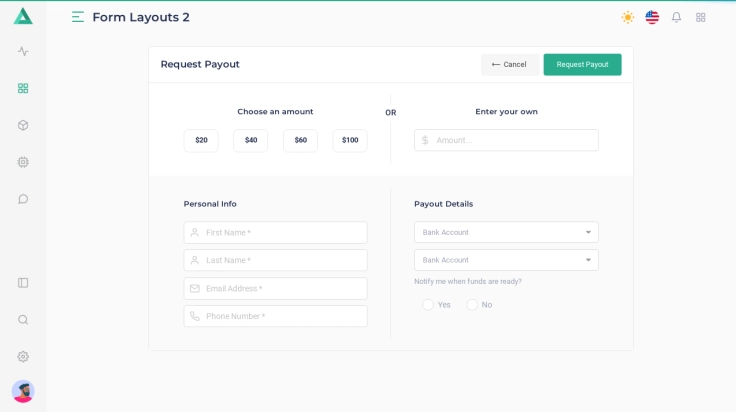 Form Layouts 2
Request Payout
← Cancel
Request Payout
Choose an amount
OR
Enter your own
$20
$40
$60
$100
$ Amount...
Personal Info
Payout Details
First Name *
Bank Account
Last Name *
Bank Account
Email Address *
Notify me when funds are ready?
Yes
No
Phone Number *